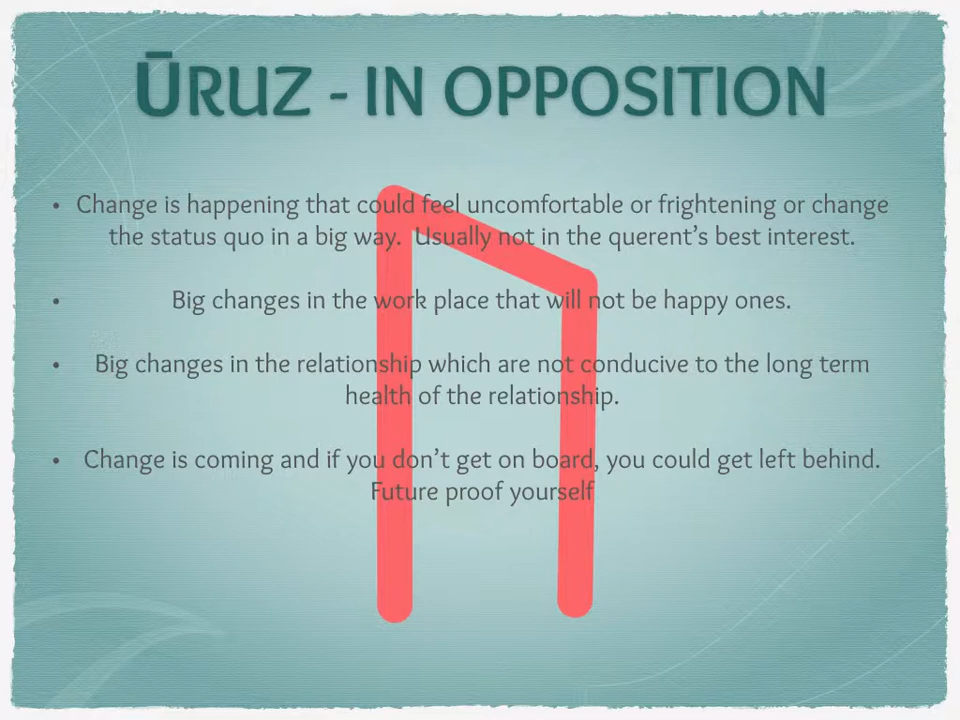 ŪRUZ - IN OPPOSITION
• Change is happening that could feel uncomfortable or frightening or change
the status quo in a big way.  Usually not in the querent’s best interest.
• Big changes in the work place that will not be happy ones.
• Big changes in the relationship which are not conducive to the long term
health of the relationship.
• Change is coming and if you don’t get on board, you could get left behind.
Future proof yourself